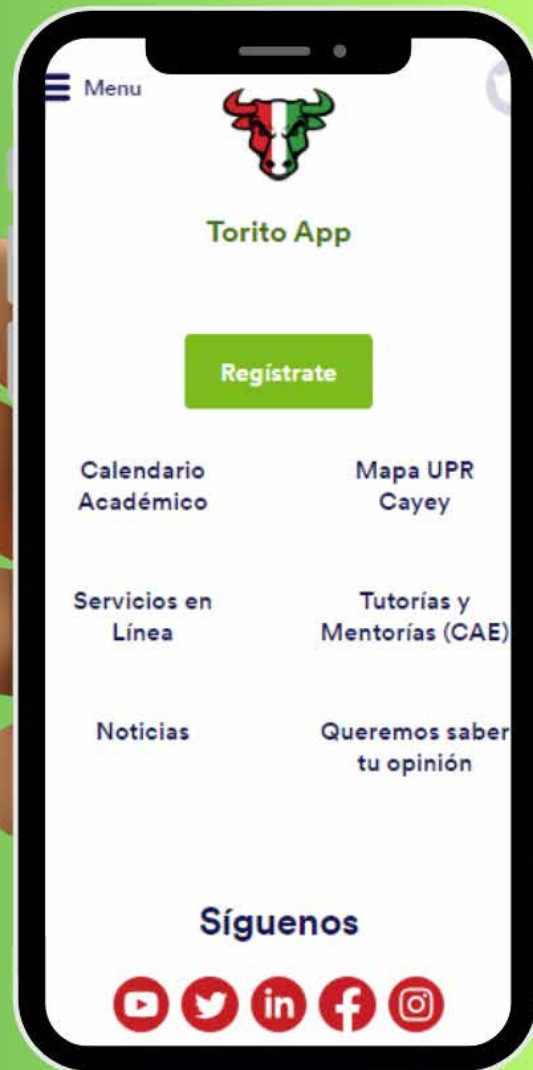 Menu
Torito App
Regístrate
Calendario
Académico
Mapa UPR
Cayey
Servicios en
Línea
Tutorías y
Mentorías (CAE)
Noticias
Queremos saber
tu opinión
Síguenos
in